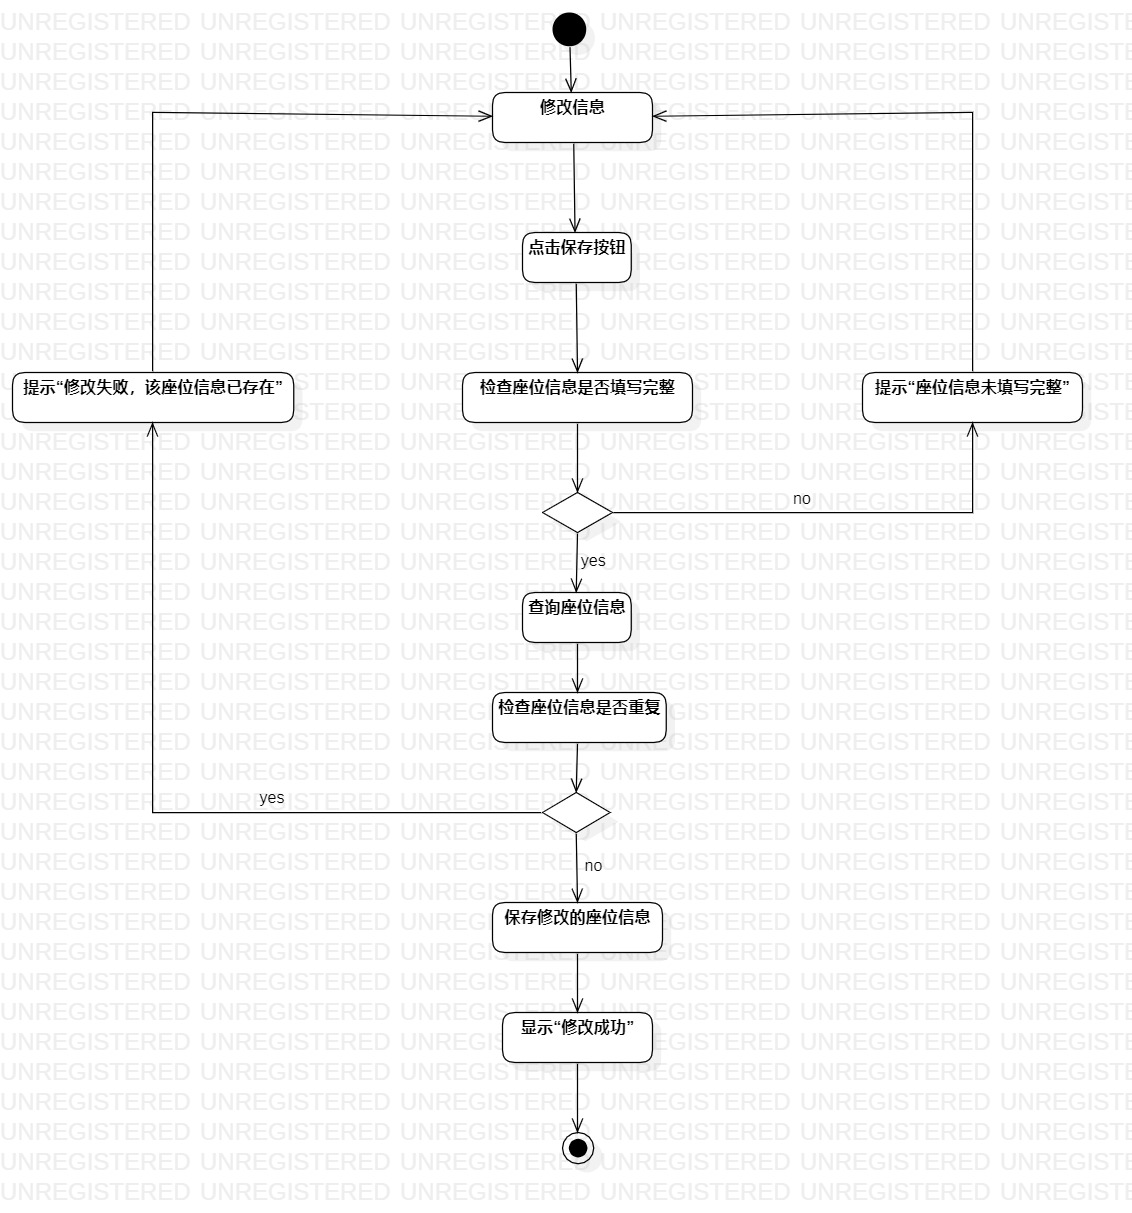 修改信息
点击保存按钮
提示“修改失败，该座位信息已存在”
检查座位信息是否填写完整
提示“座位信息未填写完整”
no
yes
查询座位信息
检查座位信息是否重复
yes
no
保存修改的座位信息
显示“修改成功”
UNREGISTERED